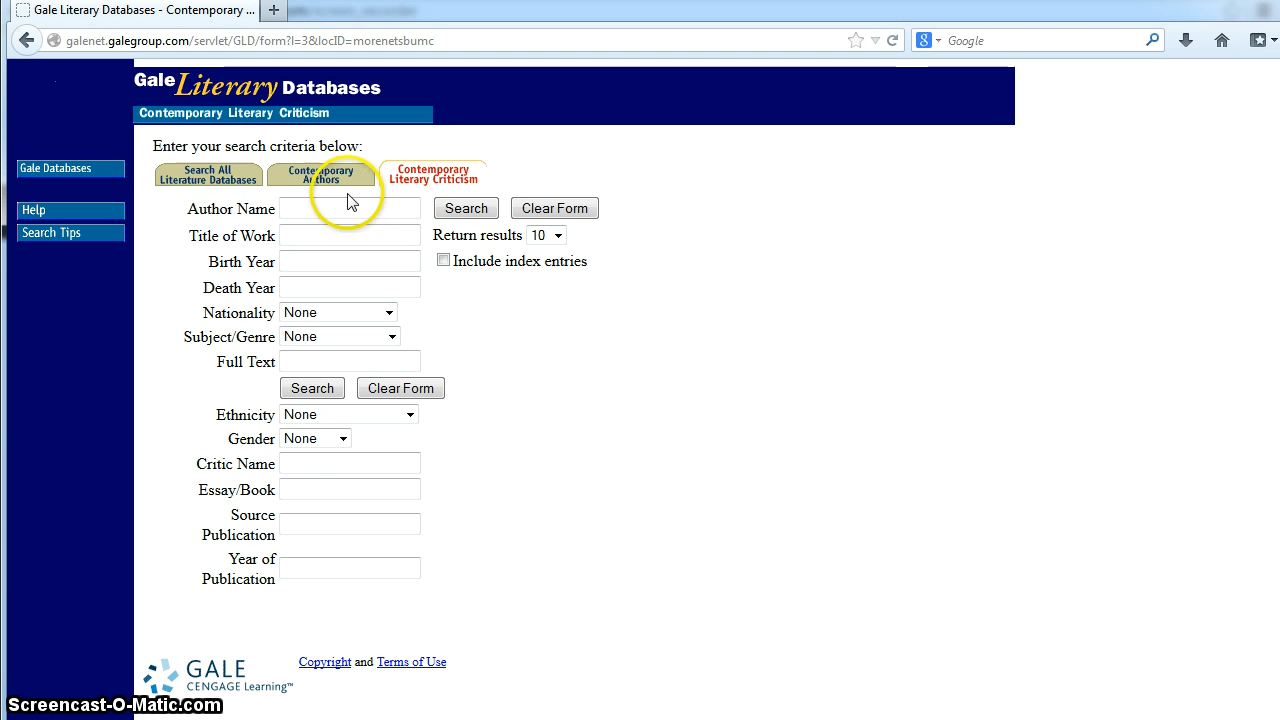 Gale Literary Databases - Contemporary ...
galenet.galegroup.com/servlet/GLD/form?l=3&locID=morenetsbumc
Google
Gale Literary Databases
Contemporary Literary Criticism
Enter your search criteria below:
Gale Databases
Help
Search Tips
Search All
Literature Databases
Contemporary
Authors
Contemporary
Literary Criticism
Author Name
Search
Clear Form
Title of Work
Return results 10
Birth Year
Include index entries
Death Year
Nationality None
Subject/Genre None
Full Text
Search
Clear Form
Ethnicity None
Gender None
Critic Name
Essay/Book
Source
Publication
Year of
Publication
Copyright and Terms of Use
GALE
CENGAGE Learning™
Screencast-O-Matic.com